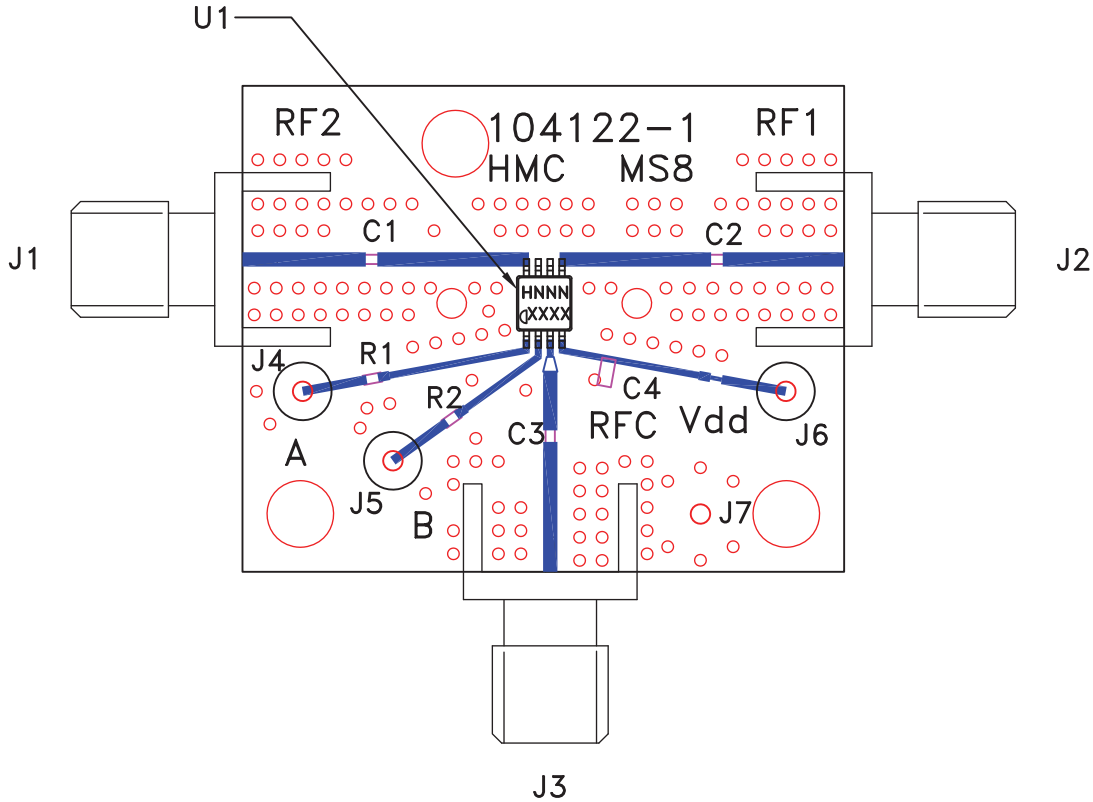 U1
RF2
104122-1
RF1
HMC MS8
C1
C2
J1
J2
HNNN
XXXX
J4
R1
R2
C4
C3
RFC
Vdd
J6
A
J5
B
J7
J3